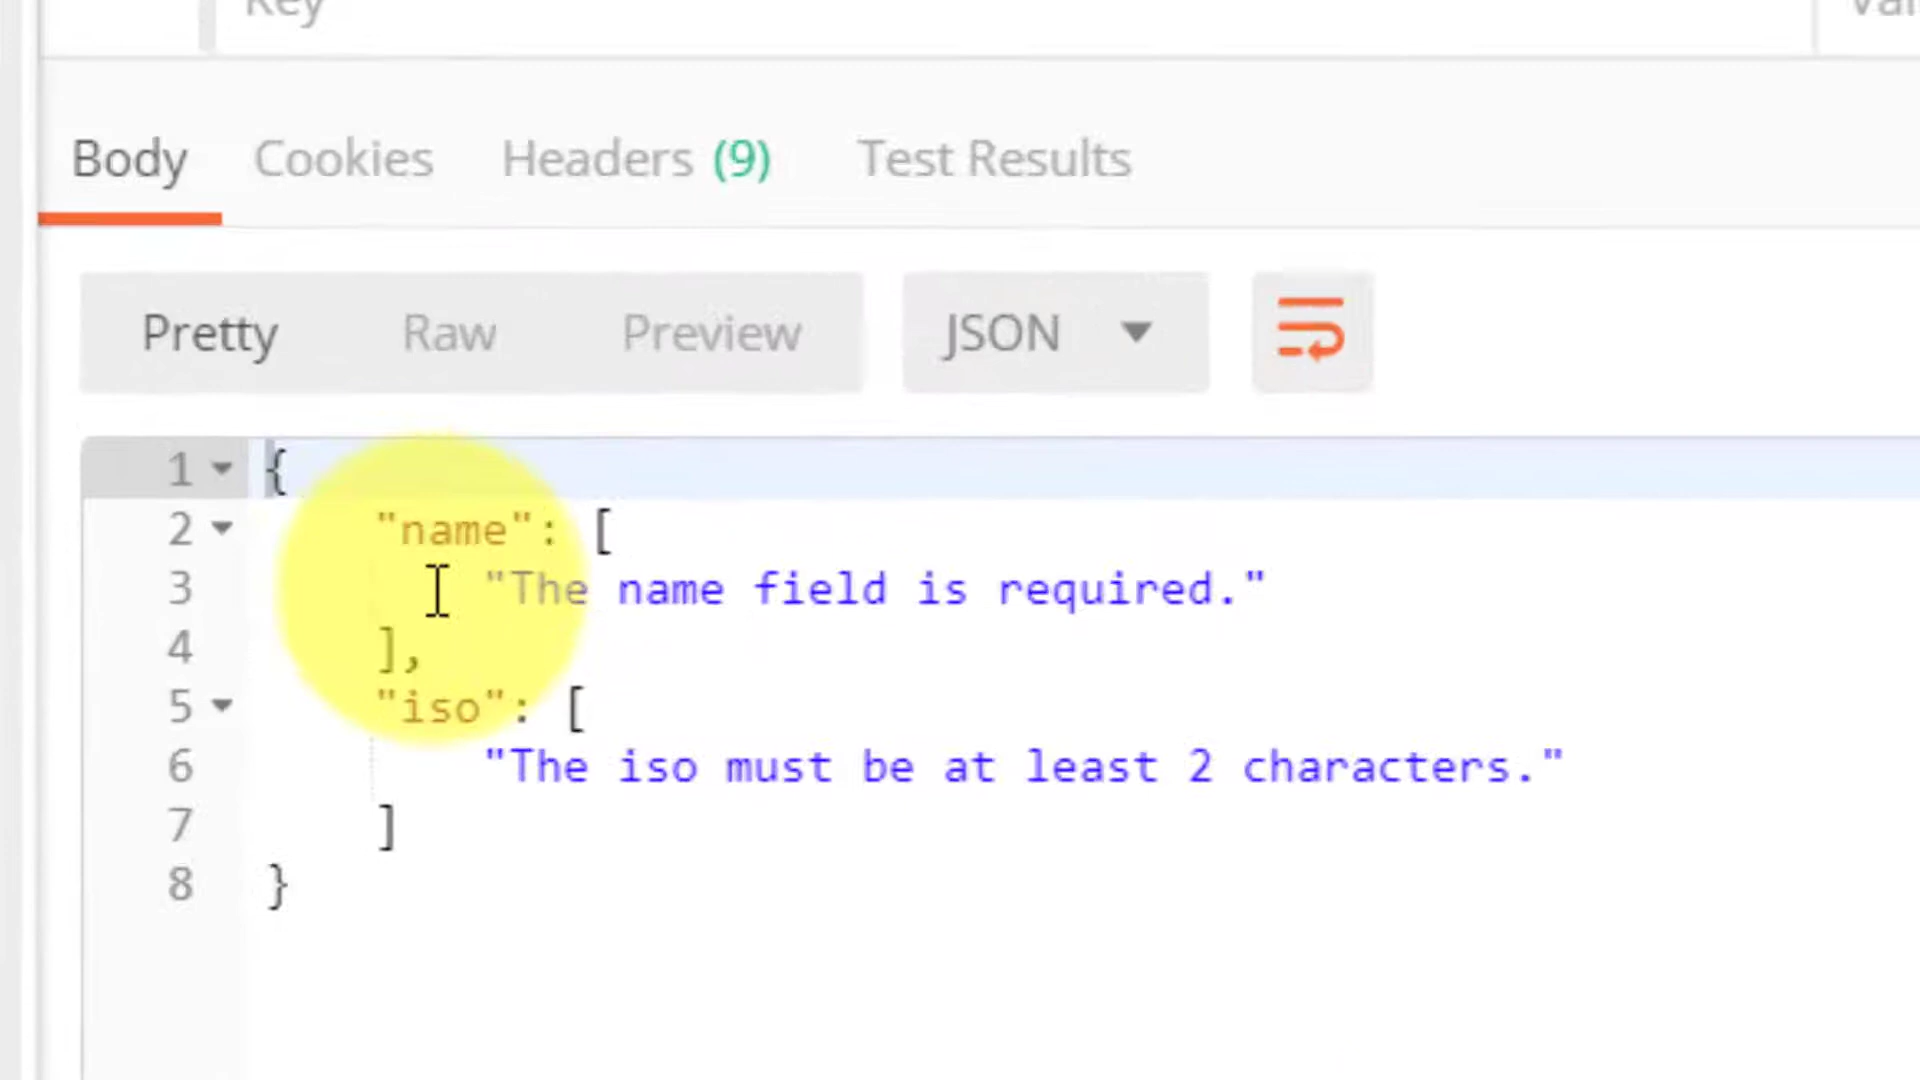 Key
Body Cookies Headers (9) Test Results
Pretty Raw Preview JSON
1 {
2 "name": [
3 "The name field is required."
4 ],
5 "iso": [
6 "The iso must be at least 2 characters."
7 ]
8 }